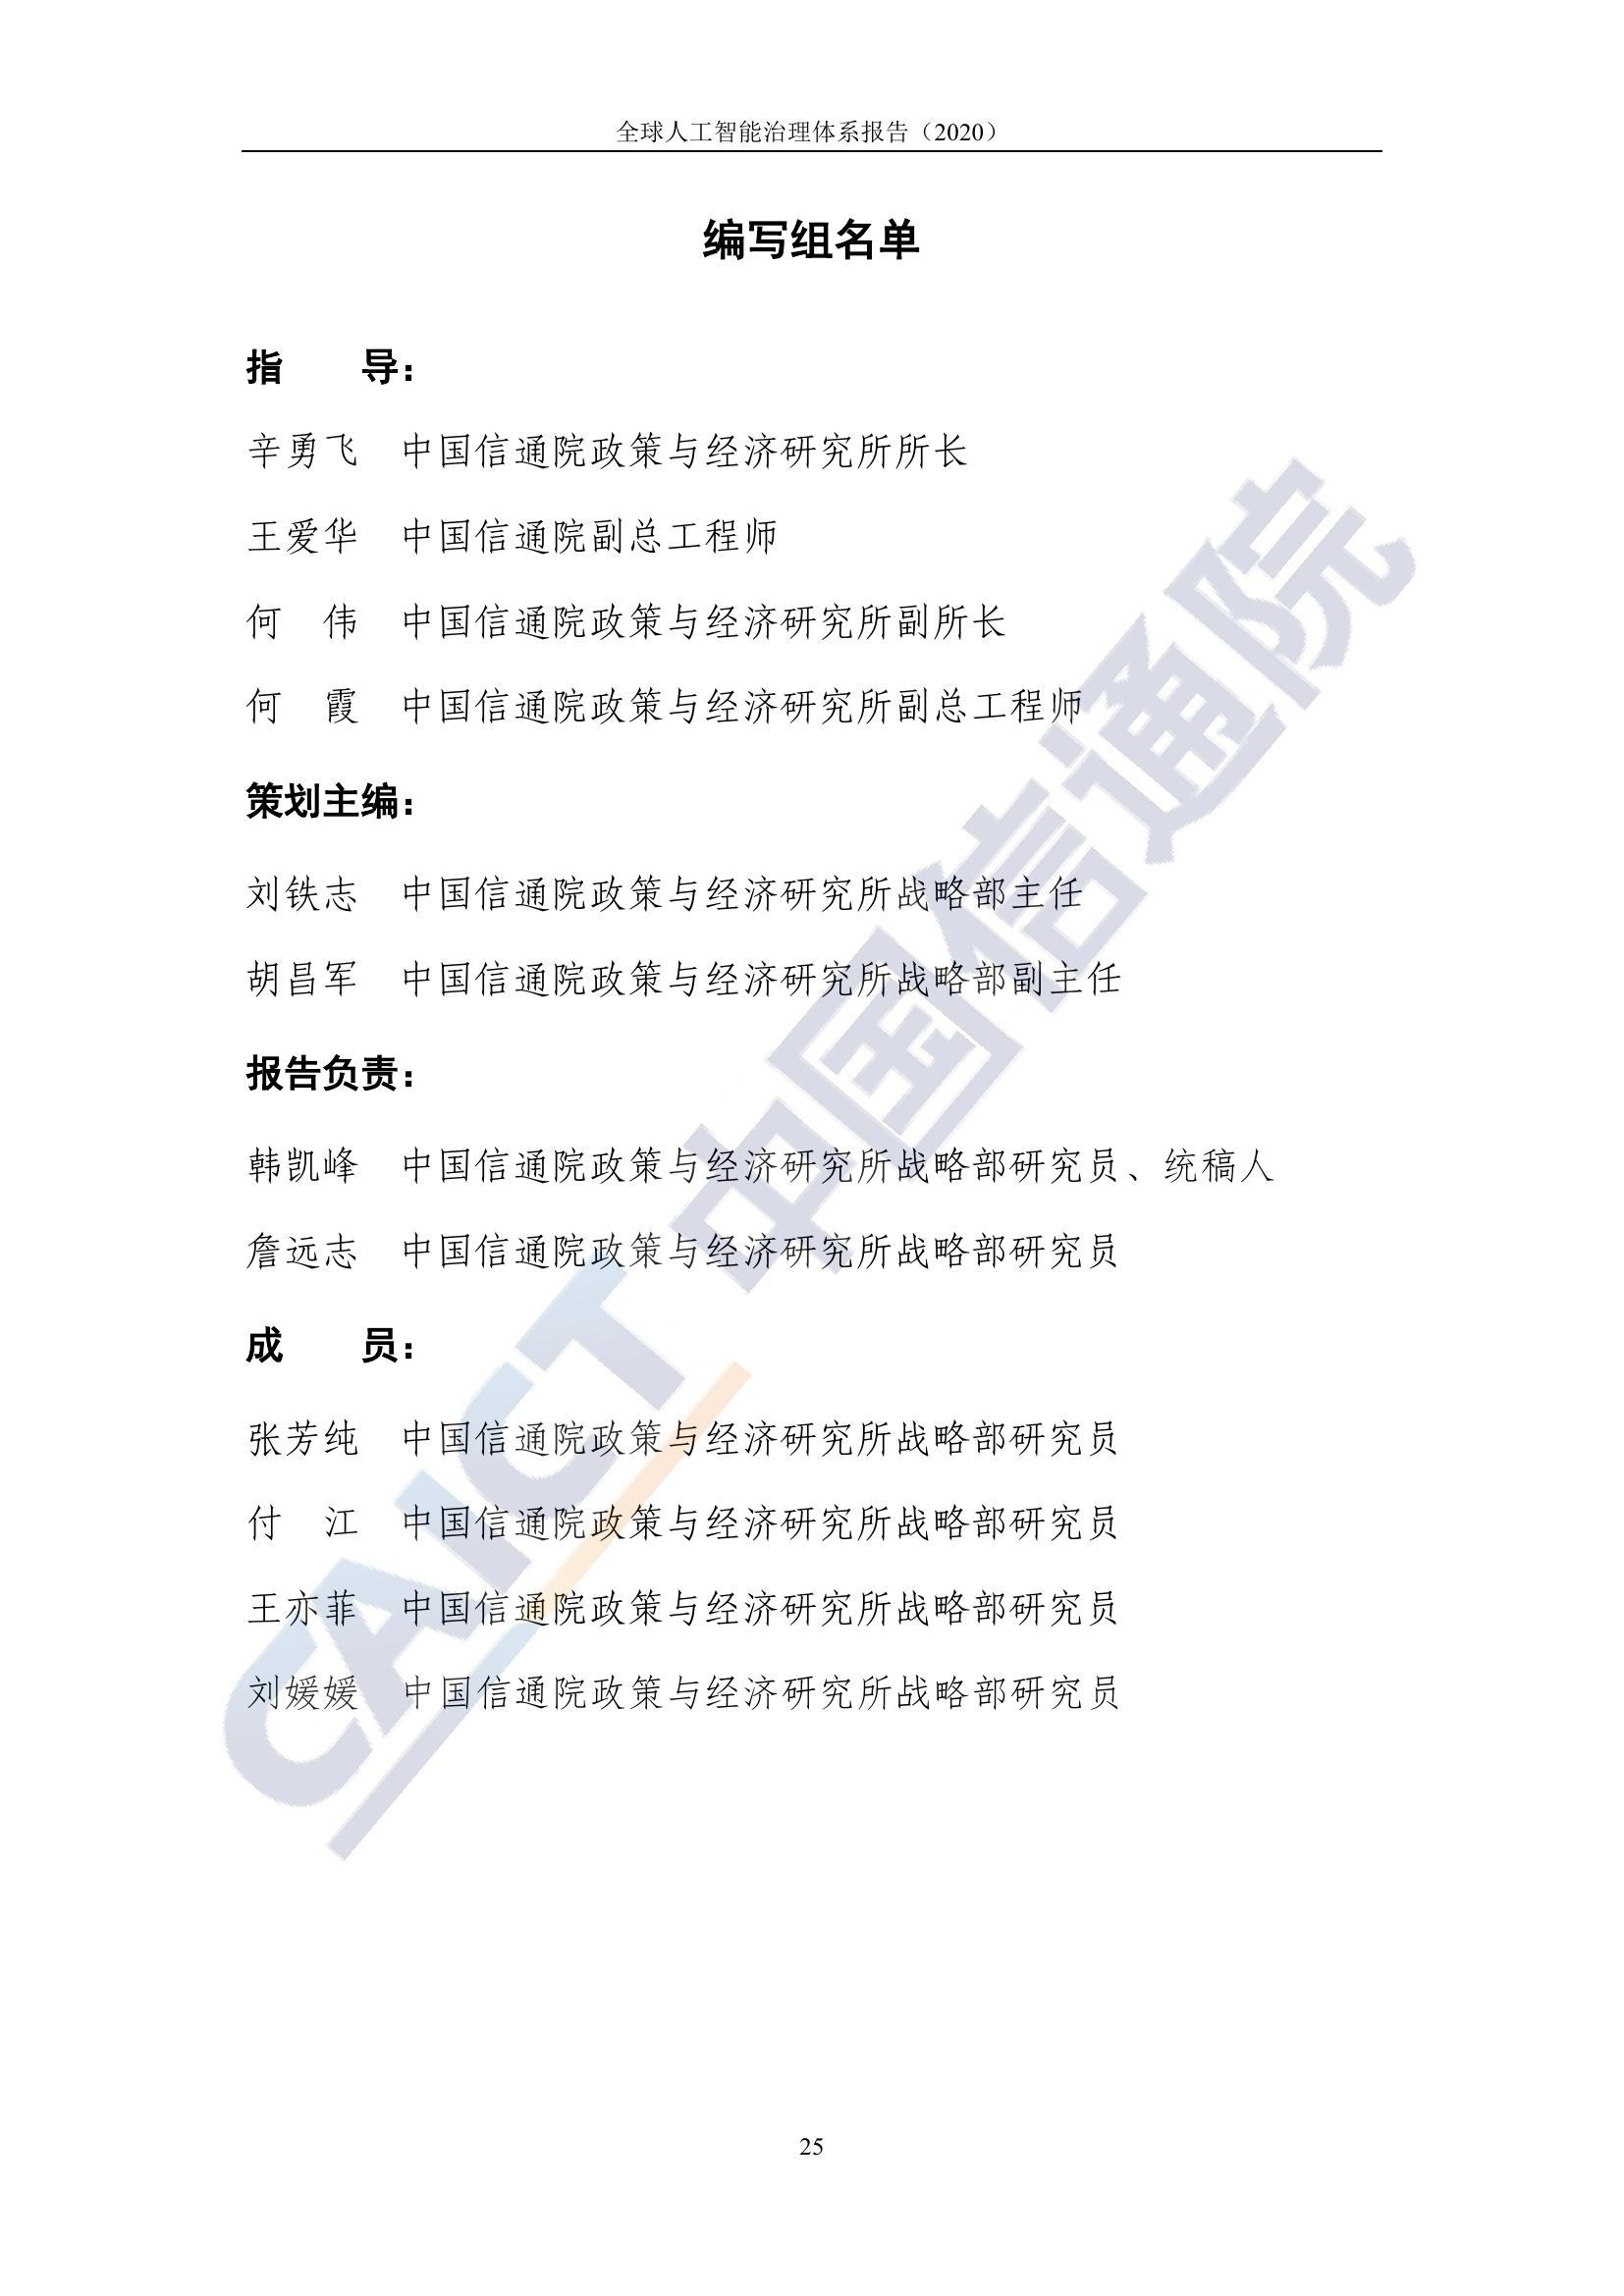 全球人工智能治理体系报告（2020）
编写组名单
指　　导：
辛勇飞　中国信通院政策与经济研究所所长
王爱华　中国信通院副总工程师
何　伟　中国信通院政策与经济研究所副所长
何　霞　中国信通院政策与经济研究所副总工程师
策划主编：
刘铁志　中国信通院政策与经济研究所战略部主任
胡昌军　中国信通院政策与经济研究所战略部副主任
报告负责：
韩凯峰　中国信通院政策与经济研究所战略部研究员、统稿人
詹远志　中国信通院政策与经济研究所战略部研究员
成　　员：
张芳纯　中国信通院政策与经济研究所战略部研究员
付　江　中国信通院政策与经济研究所战略部研究员
王亦菲　中国信通院政策与经济研究所战略部研究员
刘媛媛　中国信通院政策与经济研究所战略部研究员
CAICT 中国信通院
25